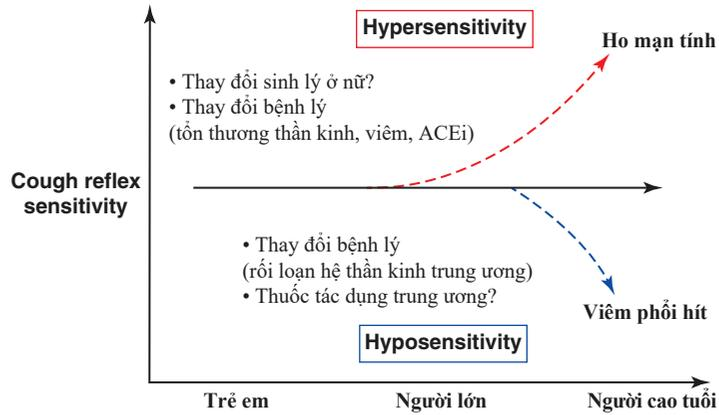 Hypersensitivity
Ho mạn tính
• Thay đổi sinh lý ở nữ?
• Thay đổi bệnh lý
(tổn thương thần kinh, viêm, ACEi)
Cough reflex
sensitivity
• Thay đổi bệnh lý
(rối loạn hệ thần kinh trung ương)
• Thuốc tác dụng trung ương?
Viêm phổi hít
Hyposensitivity
Trẻ em
Người lớn
Người cao tuổi